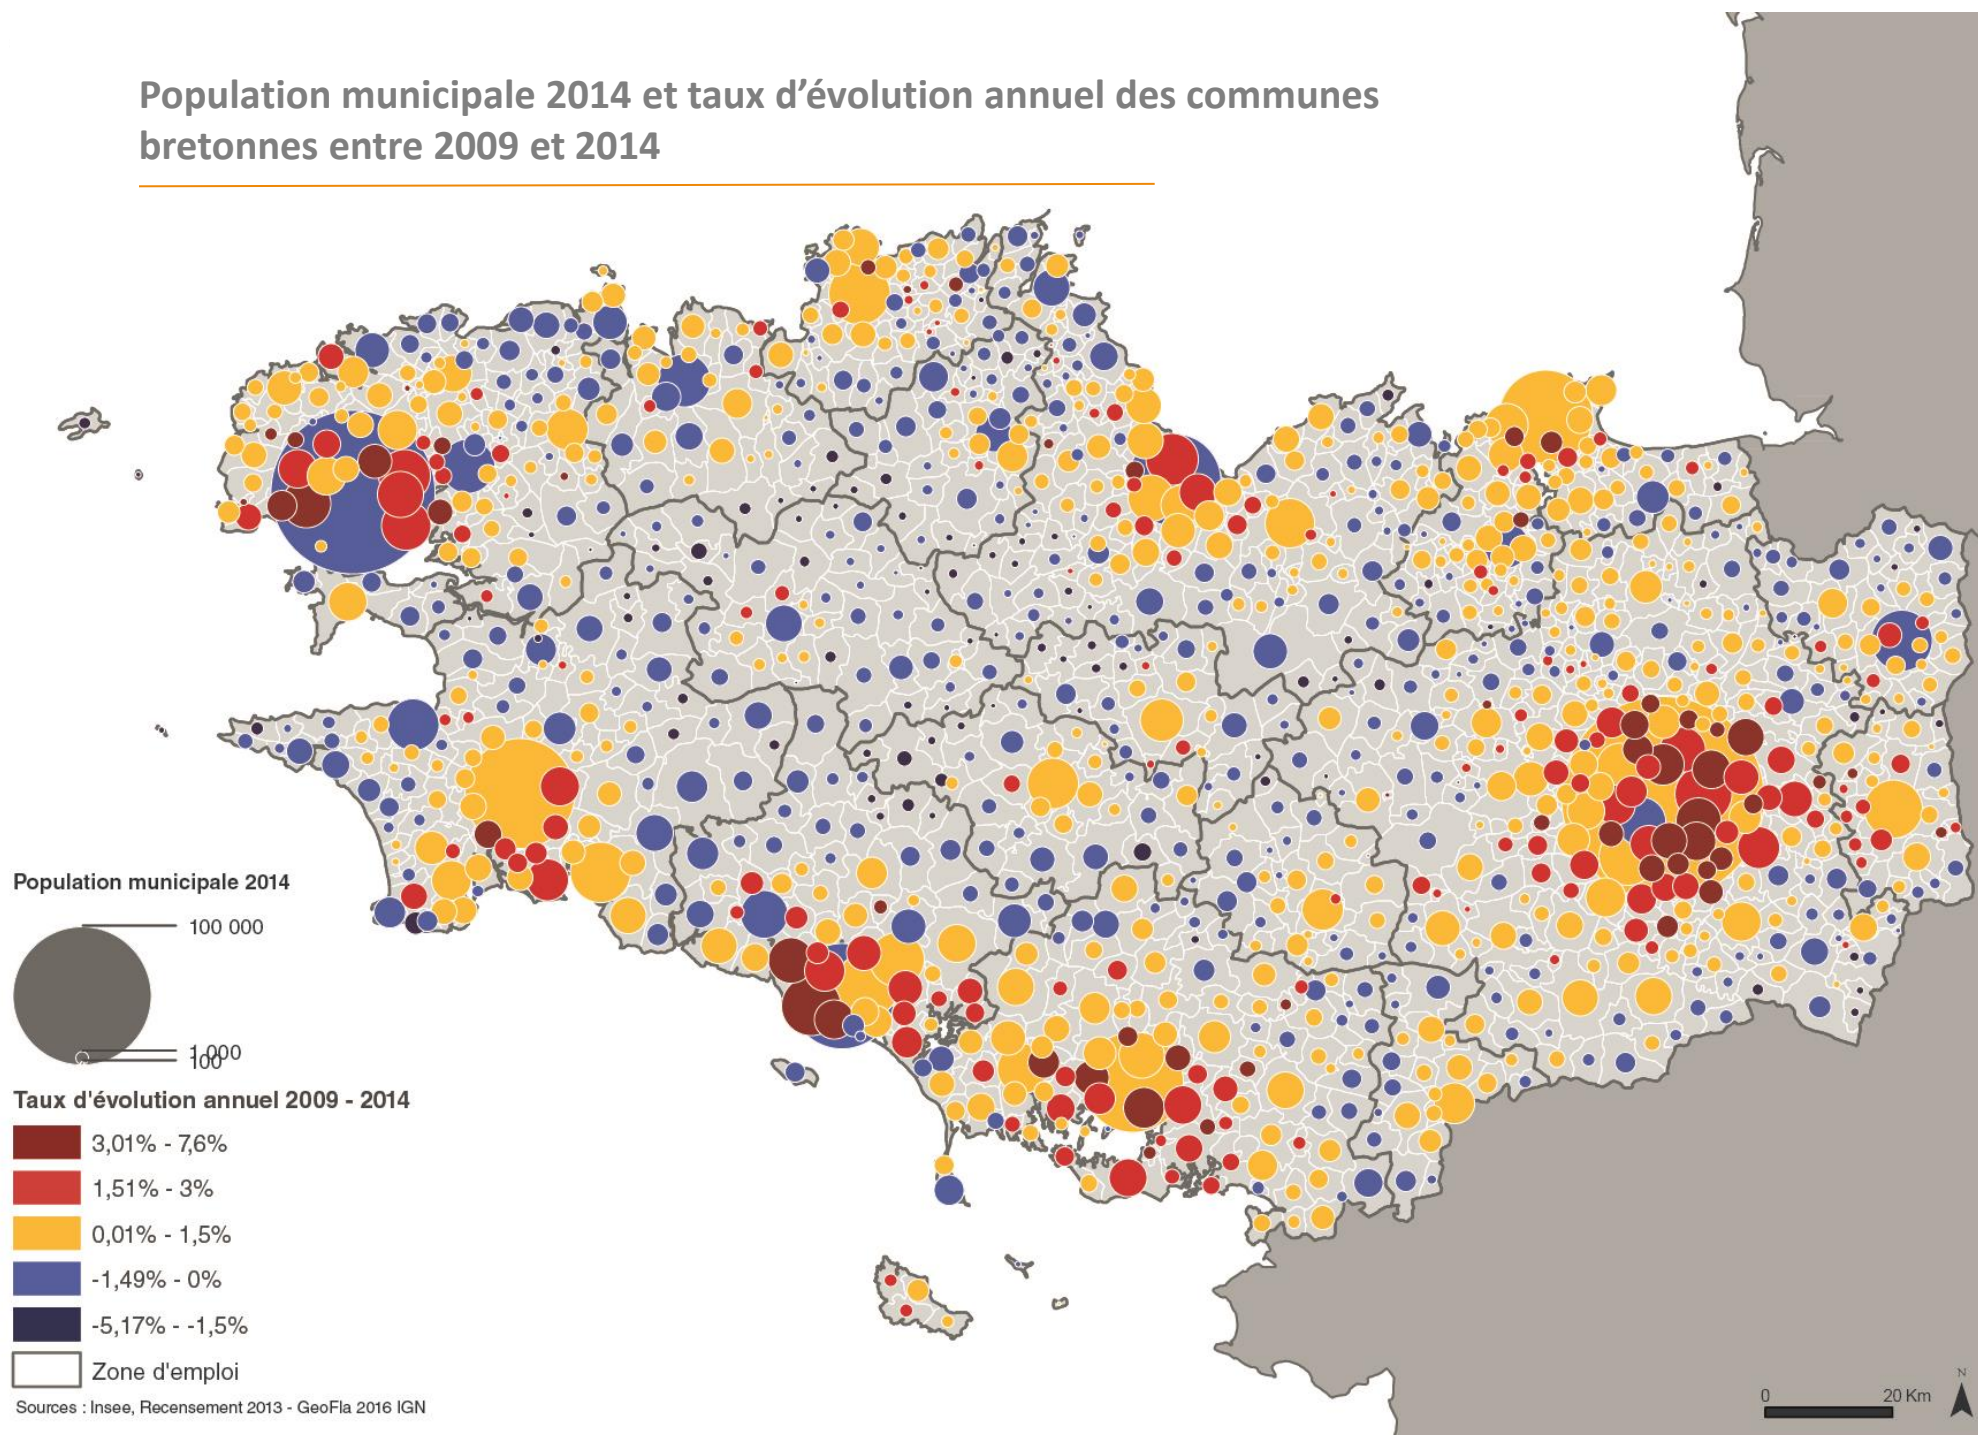 Population municipale 2014 et taux d’évolution annuel des communes
bretonnes entre 2009 et 2014
Population municipale 2014
100 000
1 000
100
Taux d'évolution annuel 2009 - 2014
3,01% - 7,6%
1,51% - 3%
0,01% - 1,5%
-1,49% - 0%
-5,17% - -1,5%
Zone d'emploi
Sources : Insee, Recensement 2013 - GeoFla 2016 IGN
0 20 Km
N